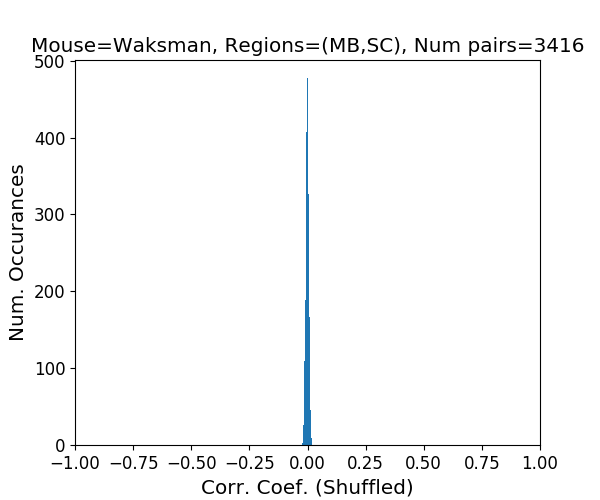 Mouse=Waksman, Regions=(MB,SC), Num pairs=3416
500
400
300
200
100
0
Num. Occurances
−1.00 −0.75 −0.50 −0.25 0.00 0.25 0.50 0.75 1.00
Corr. Coef. (Shuffled)